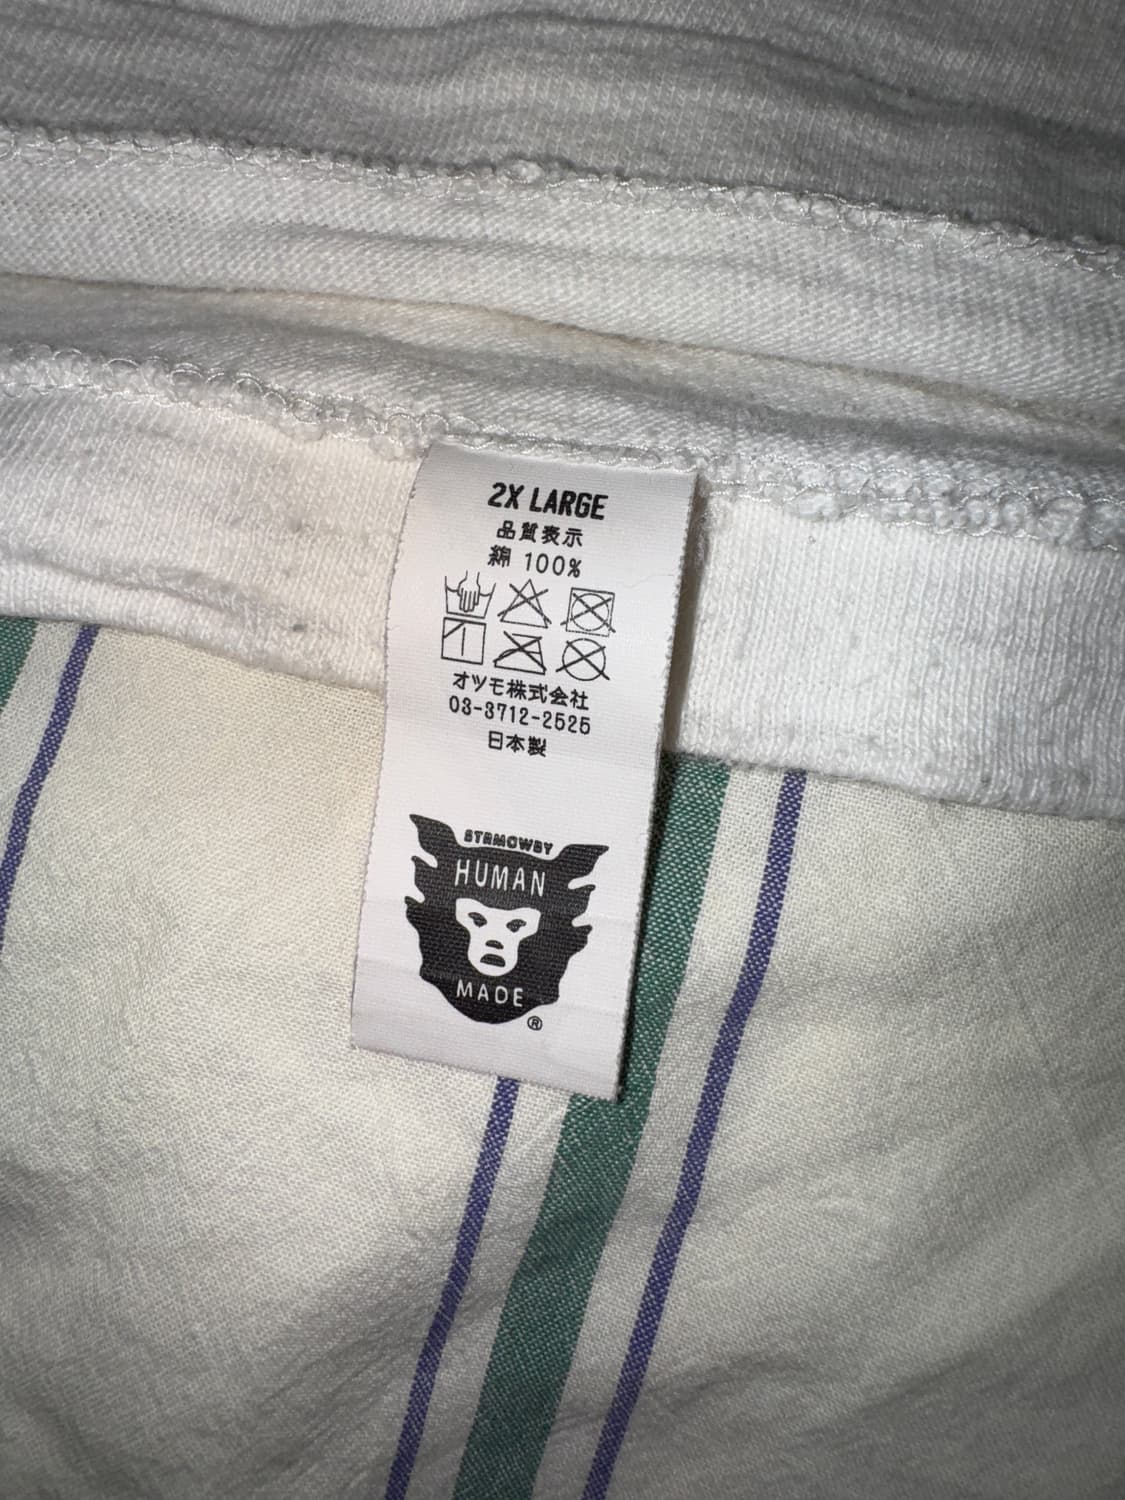 2X LARGE
品質表示
綿 100%
オツモ株式会社
03-3712-2525
日本製
STRMCWBY
HUMAN
MADE
®